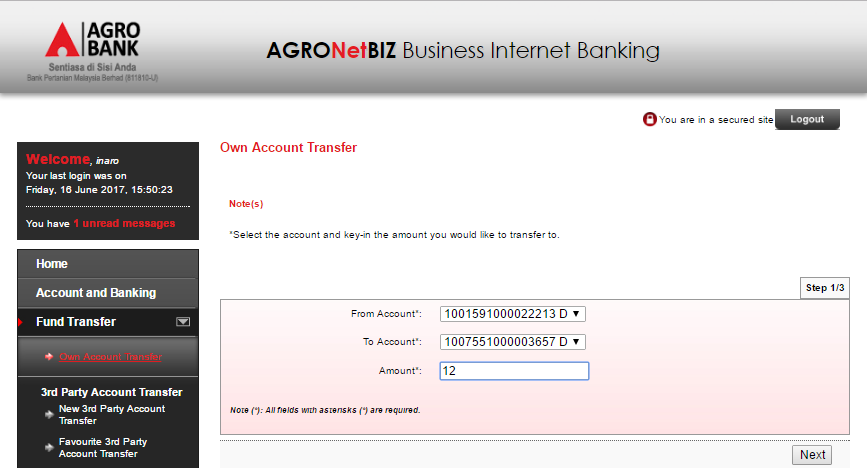 AGRO
BANK
Sentiasa di Sisi Anda
Bank Pertanian Malaysia Berhad (811810-U)
AGRONetBIZ Business Internet Banking
You are in a secured site
Logout
Welcome, inaro
Your last login was on
Friday, 16 June 2017, 15:50:23
You have 1 unread messages
Home
Account and Banking
Fund Transfer
Own Account Transfer
3rd Party Account Transfer
New 3rd Party Account
Transfer
Favourite 3rd Party
Account Transfer
Own Account Transfer
Note(s)
*Select the account and key-in the amount you would like to transfer to.
Step 1/3
From Account*: 1001591000022213 D
To Account*: 1007551000003657 D
Amount*: 12
Note (*): All fields with asterisks (*) are required.
Next